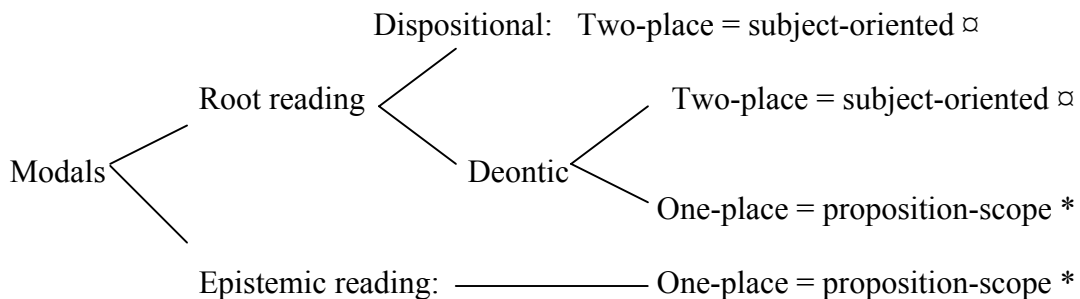 Dispositional: Two-place = subject-oriented ¤
Root reading
Two-place = subject-oriented ¤
Modals
Deontic
One-place = proposition-scope *
Epistemic reading: One-place = proposition-scope *